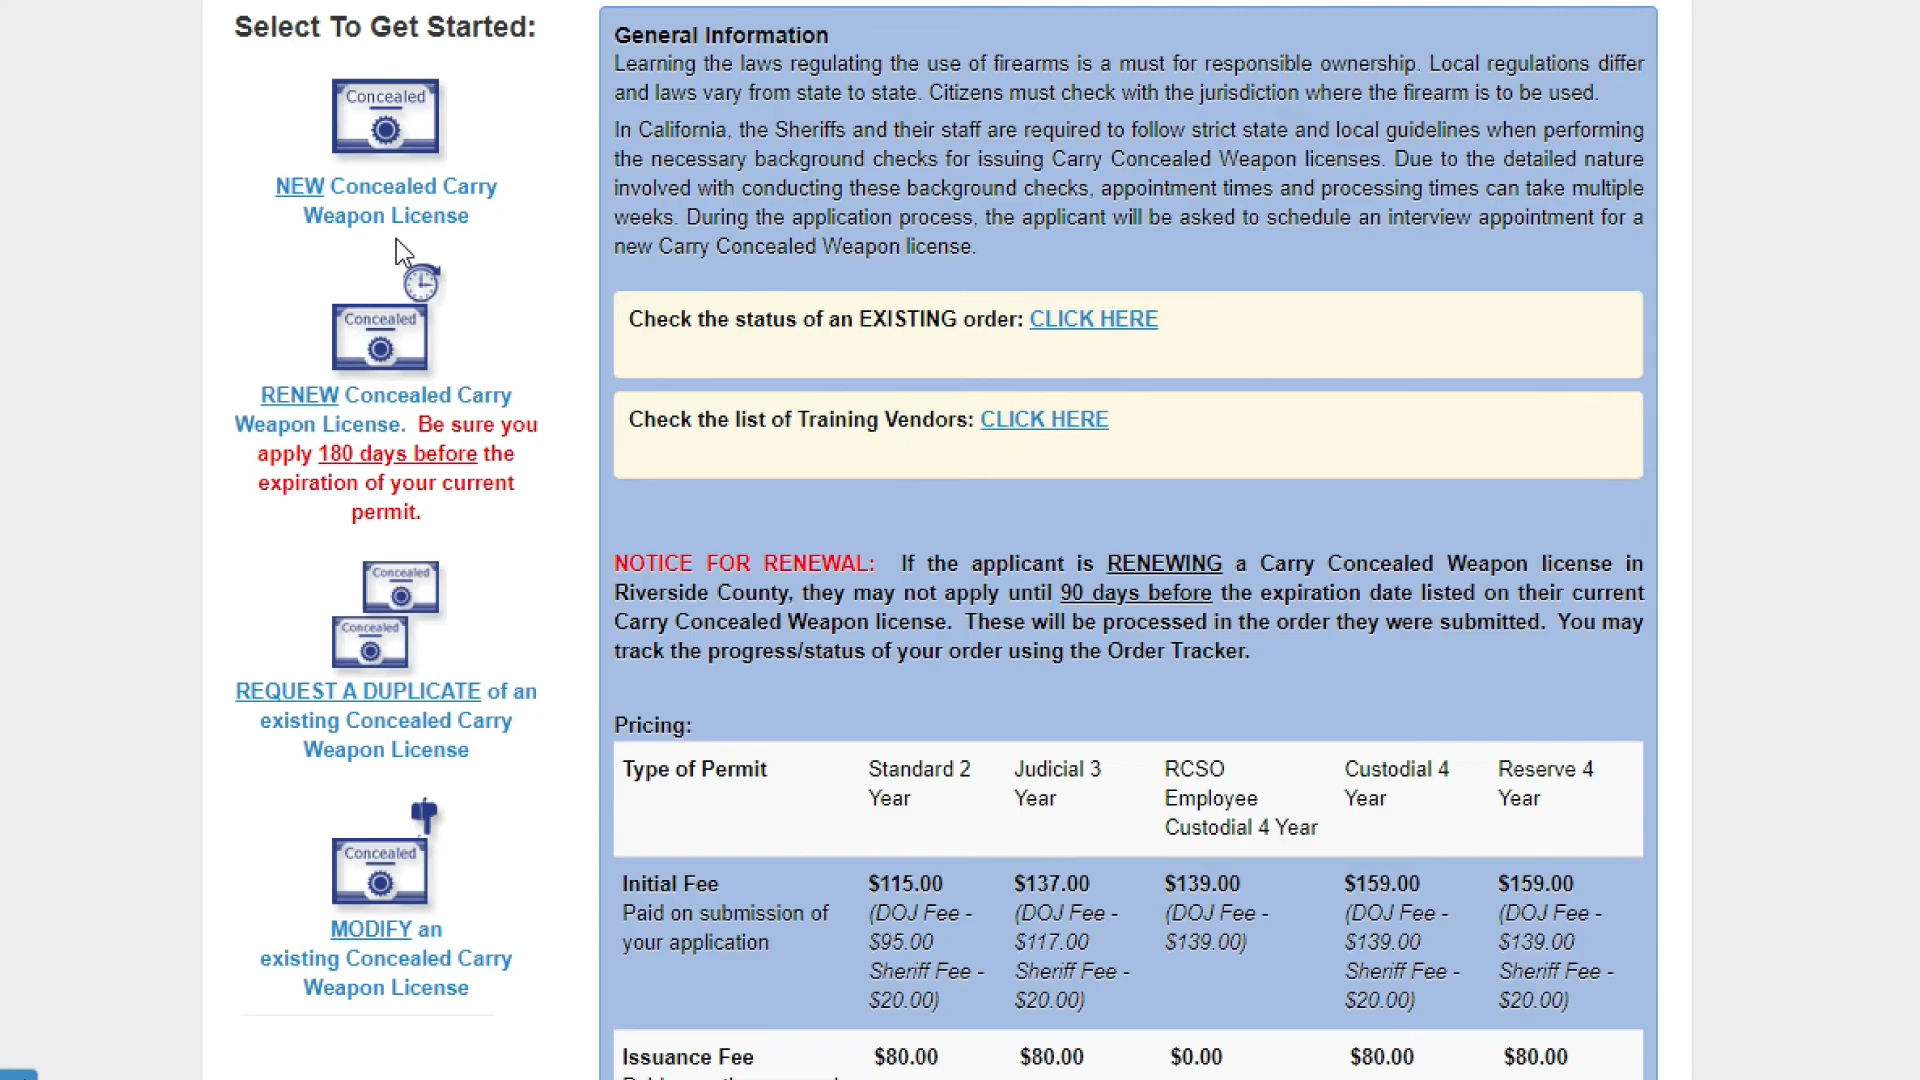 Select To Get Started:
Concealed
NEW Concealed Carry
Weapon License
Concealed
RENEW Concealed Carry
Weapon License. Be sure you
apply 180 days before the
expiration of your current
permit.
Concealed
Concealed
REQUEST A DUPLICATE of an
existing Concealed Carry
Weapon License
Concealed
MODIFY an
existing Concealed Carry
Weapon License
General Information
Learning the laws regulating the use of firearms is a must for responsible ownership. Local regulations differ
and laws vary from state to state. Citizens must check with the jurisdiction where the firearm is to be used.
In California, the Sheriffs and their staff are required to follow strict state and local guidelines when performing
the necessary background checks for issuing Carry Concealed Weapon licenses. Due to the detailed nature
involved with conducting these background checks, appointment times and processing times can take multiple
weeks. During the application process, the applicant will be asked to schedule an interview appointment for a
new Carry Concealed Weapon license.
Check the status of an EXISTING order: CLICK HERE
Check the list of Training Vendors: CLICK HERE
NOTICE FOR RENEWAL: If the applicant is RENEWING a Carry Concealed Weapon license in
Riverside County, they may not apply until 90 days before the expiration date listed on their current
Carry Concealed Weapon license. These will be processed in the order they were submitted. You may
track the progress/status of your order using the Order Tracker.
Pricing:
Type of Permit Standard 2 Judicial 3 RCSO Custodial 4 Reserve 4
Year Year Employee Year Year
Custodial 4 Year
Initial Fee $115.00 $137.00 $139.00 $159.00 $159.00
Paid on submission of (DOJ Fee - (DOJ Fee - (DOJ Fee - (DOJ Fee - (DOJ Fee -
your application $95.00 $117.00 $139.00) $139.00 $139.00
Sheriff Fee - Sheriff Fee - Sheriff Fee - Sheriff Fee -
$20.00) $20.00) $20.00) $20.00)
Issuance Fee $80.00 $80.00 $0.00 $80.00 $80.00